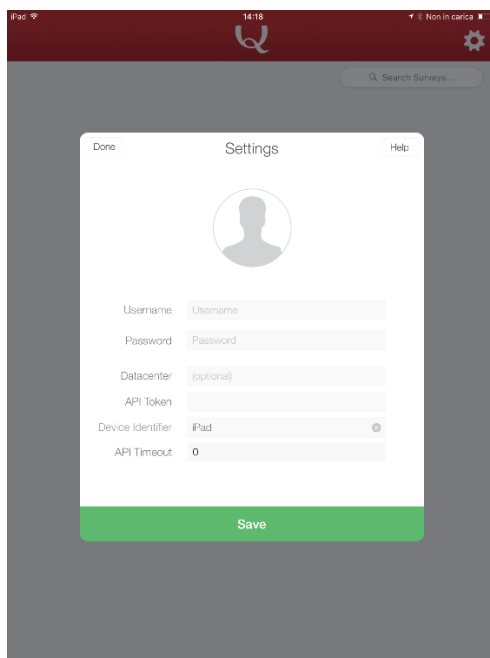 iPad 14:18 Non in carica
Search Surveys...
Done Settings Help
Username Username
Password Password
Datacenter (optional)
API Token
Device Identifier iPad
API Timeout 0
Save